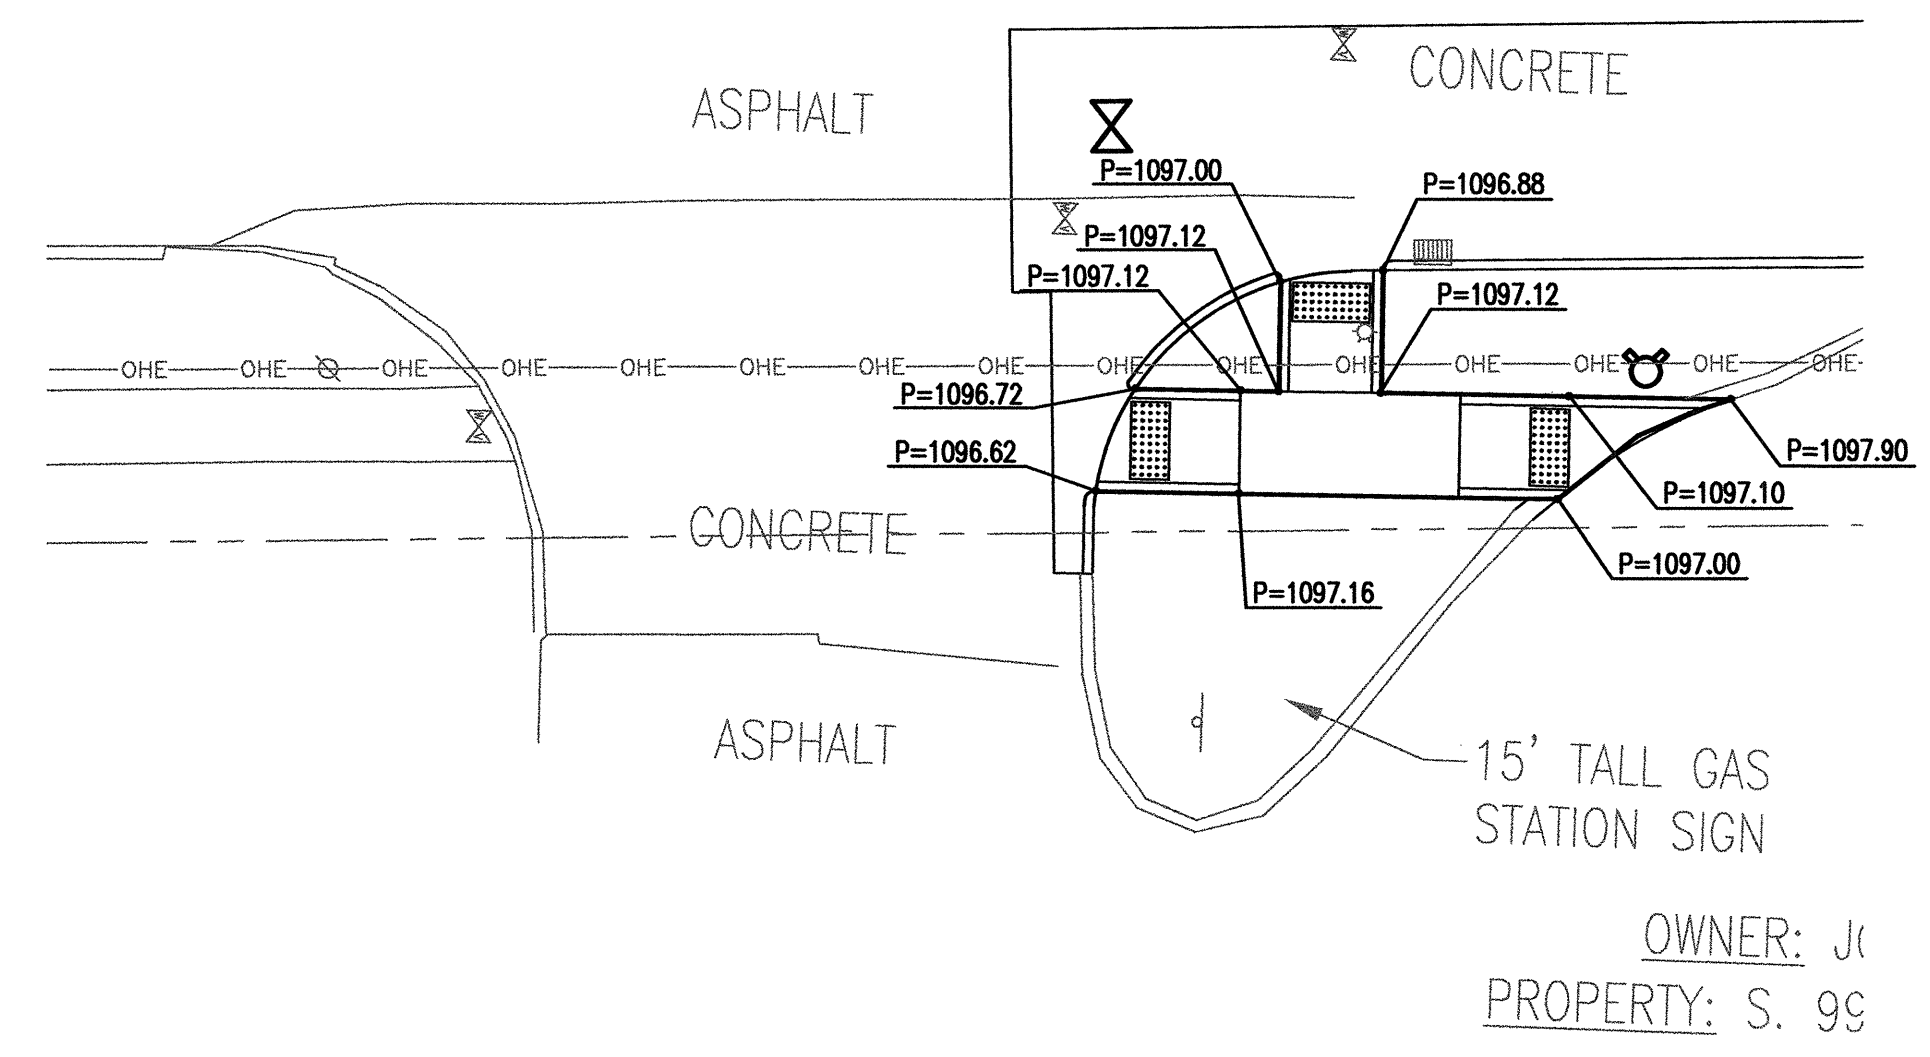 CONCRETE
ASPHALT
P=1097.00
P=1096.88
P=1097.12
P=1097.12
P=1097.12
OHE OHE OHE OHE OHE OHE OHE OHE OHE OHE OHE OHE OHE OHE OHE
P=1096.72
P=1096.62
P=1097.90
P=1097.10
CONCRETE
P=1097.00
P=1097.16
ASPHALT
15' TALL GAS
STATION SIGN
OWNER:
PROPERTY: S. 99